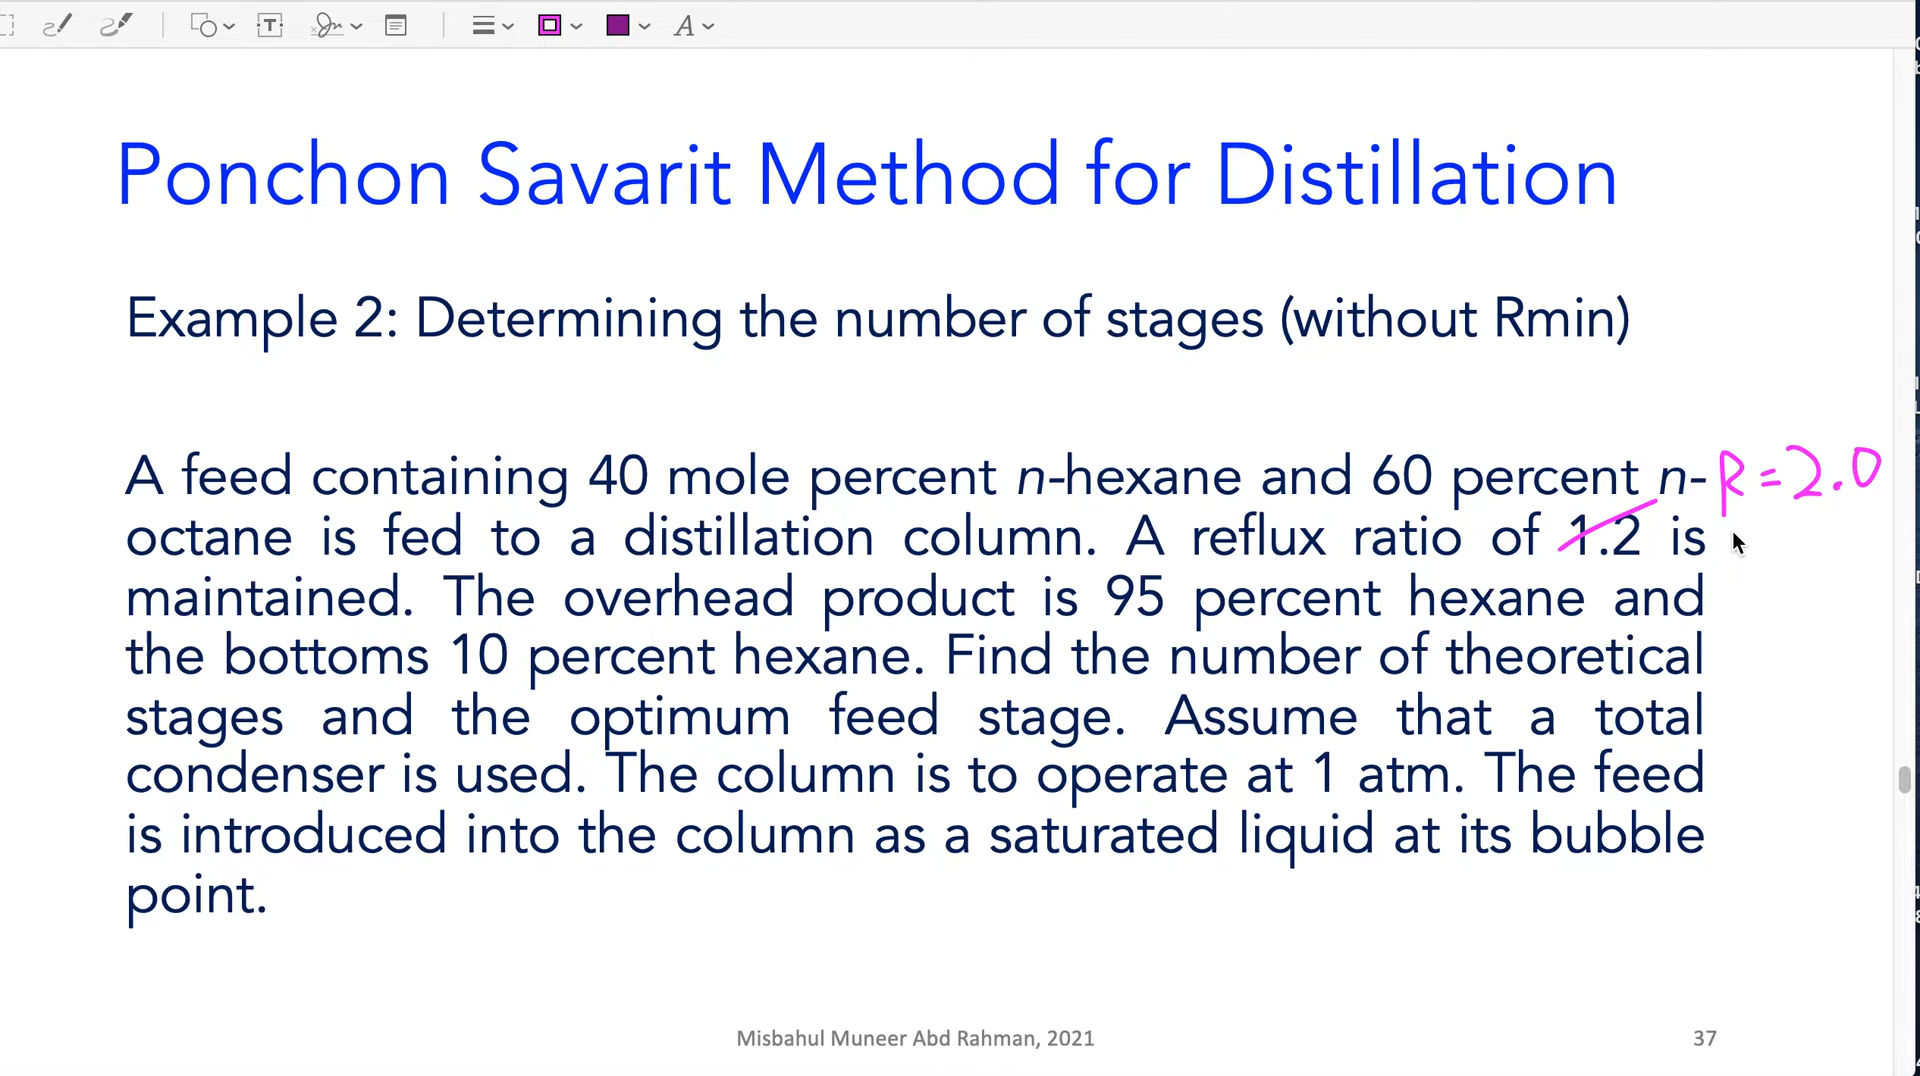 Ponchon Savarit Method for Distillation
Example 2: Determining the number of stages (without Rmin)
A feed containing 40 mole percent n-hexane and 60 percent n-
R = 2.0
octane is fed to a distillation column. A reflux ratio of 1.2 is
maintained. The overhead product is 95 percent hexane and
the bottoms 10 percent hexane. Find the number of theoretical
stages and the optimum feed stage. Assume that a total
condenser is used. The column is to operate at 1 atm. The feed
is introduced into the column as a saturated liquid at its bubble
point.
Misbahul Muneer Abd Rahman, 2021
37